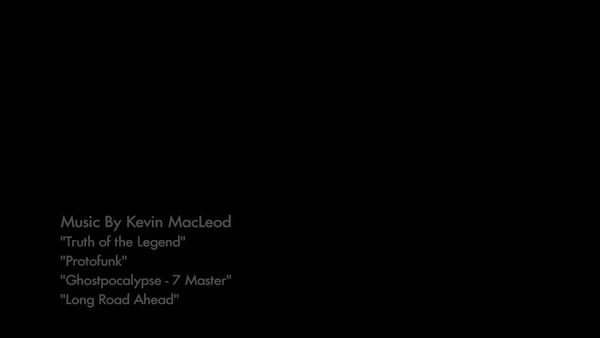 Music By Kevin MacLeod
"Truth of the Legend"
"Protofunk"
"Ghostpocalypse - 7 Master"
"Long Road Ahead"